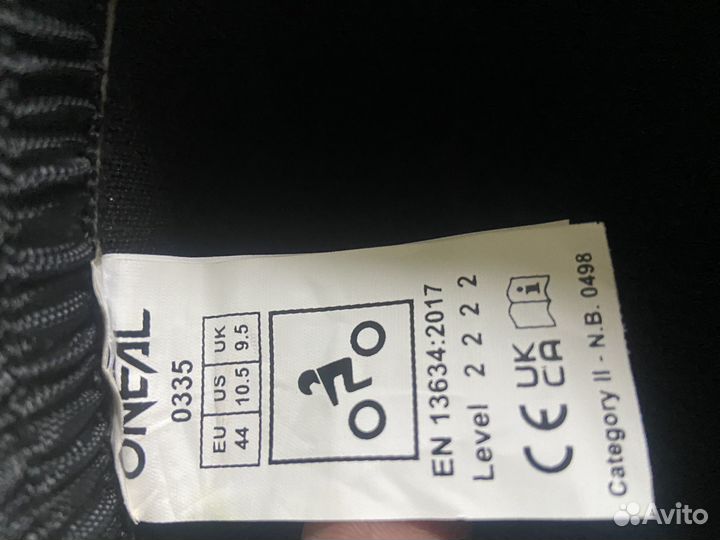 ONEAL
0335
EU US UK
44 10.5 9.5
EN 13634:2017
Level 2 2 2 2
CE UK CA
Category II - N.B. 0498
Avito